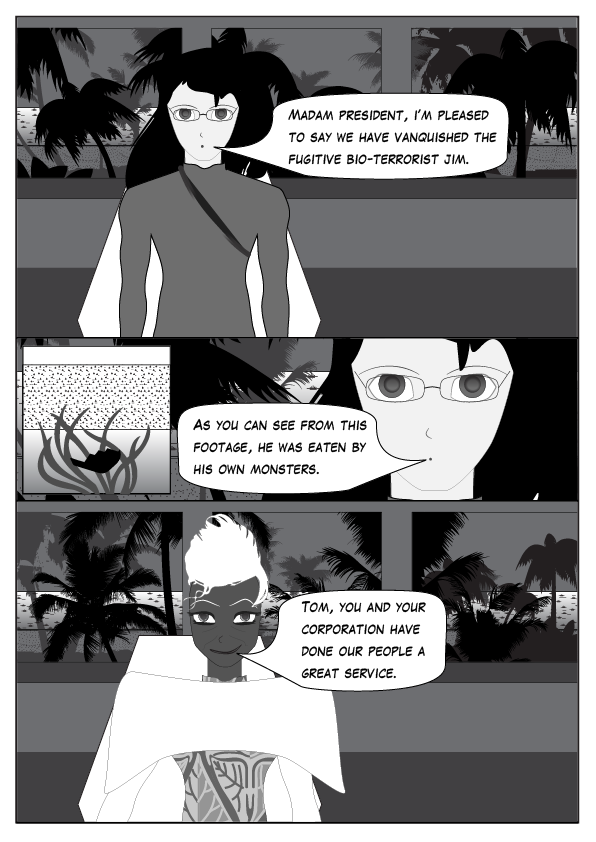 Madam president, I'm pleased
to say we have vanquished the
fugitive bio-terrorist Jim.
As you can see from this
footage, he was eaten by
his own monsters.
Tom, you and your
corporation have
done our people a
great service.